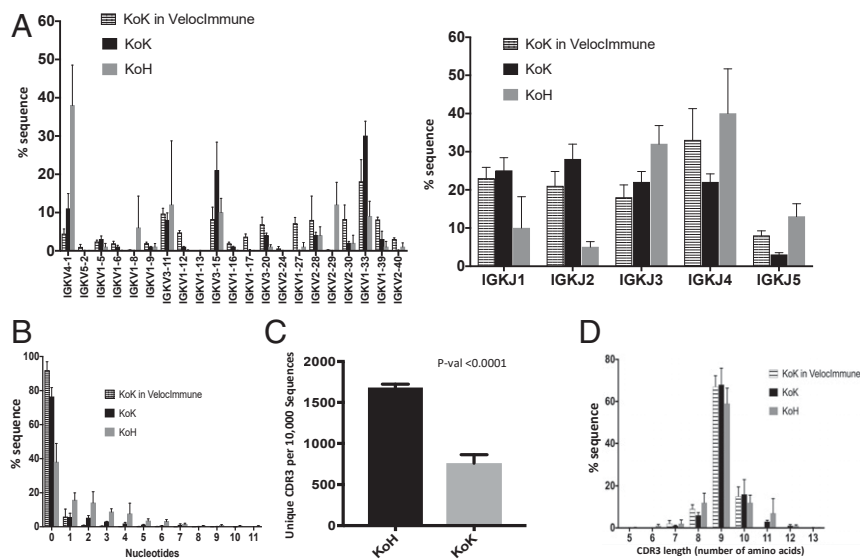 A
% sequence
60
50
40
30
20
10
0
KoK in VelocImmune
KoK
KoH
IGKV4-1
IGKV5-2
IGKV1-5
IGKV1-6
IGKV1-8
IGKV1-9
IGKV3-11
IGKV1-12
IGKV1-13
IGKV3-15
IGKV1-16
IGKV1-17
IGKV3-20
IGKV2-24
IGKV1-27
IGKV2-28
IGKV2-29
IGKV2-30
IGKV1-33
IGKV1-39
IGKV2-40
% sequence
60
50
40
30
20
10
0
KoK in VelocImmune
KoK
KoH
IGKJ1 IGKJ2 IGKJ3 IGKJ4 IGKJ5
B
% sequence
100
80
60
40
20
0
KoK in VelocImmune
KoK
KoH
0 1 2 3 4 5 6 7 8 9 10 11
Nucleotides
C
Unique CDR3 per 10,000 Sequences
2000
1500
1000
500
0
P-val <0.0001
KoH
KoK
D
% sequence
80
60
40
20
0
KoK in VelocImmune
KoK
KoH
5 6 7 8 9 10 11 12 13
CDR3 length (number of amino acids)